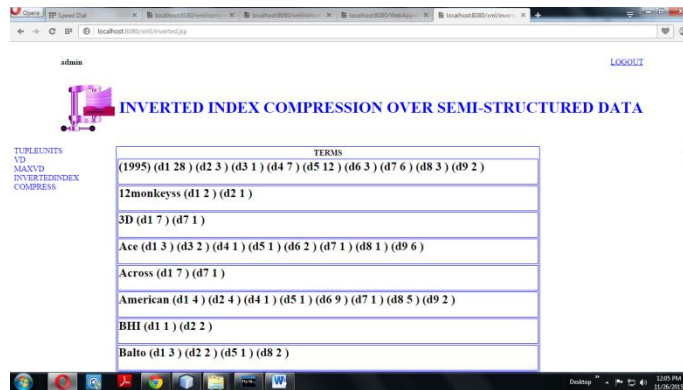 Opera
Speed Dial
localhost:8080/xml/inverted.jsp
admin
LOGOUT
INVERTED INDEX COMPRESSION OVER SEMI-STRUCTURED DATA
TUPLEUNITS
VD
MAXVD
INVERTEDINDEX
COMPRESS
TERMS
(1995) (d1 28 ) (d2 3 ) (d3 1 ) (d4 7 ) (d5 12 ) (d6 3 ) (d7 6 ) (d8 3 ) (d9 2 )
12monkeyss (d1 2 ) (d2 1 )
3D (d1 7 ) (d7 1 )
Ace (d1 3 ) (d3 2 ) (d4 1 ) (d5 1 ) (d6 2 ) (d7 1 ) (d8 1 ) (d9 6 )
Across (d1 7 ) (d7 1 )
American (d1 4 ) (d2 4 ) (d4 1 ) (d5 1 ) (d6 9 ) (d7 1 ) (d8 5 ) (d9 2 )
BHI (d1 1 ) (d2 2 )
Balto (d1 3 ) (d2 2 ) (d5 1 ) (d8 2 )
Desktop
12:05 PM
11/26/2015